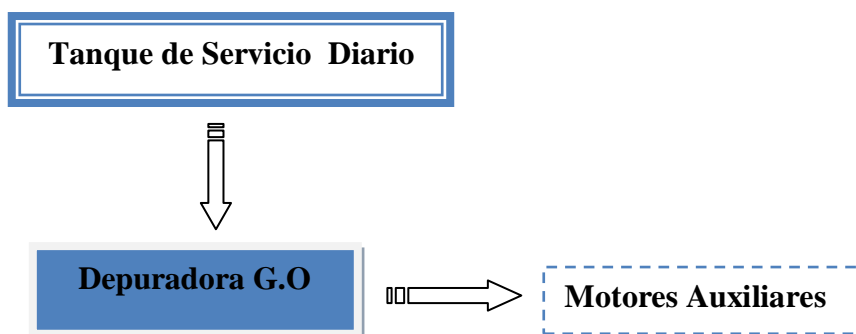 Tanque de Servicio Diario
Depuradora G.O
Motores Auxiliares